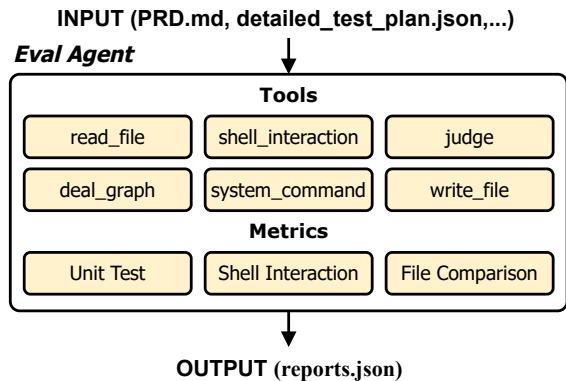 INPUT (PRD.md, detailed_test_plan.json,...)
Eval Agent
Tools
read_file shell_interaction judge
deal_graph system_command write_file
Metrics
Unit Test Shell Interaction File Comparison
OUTPUT (reports.json)